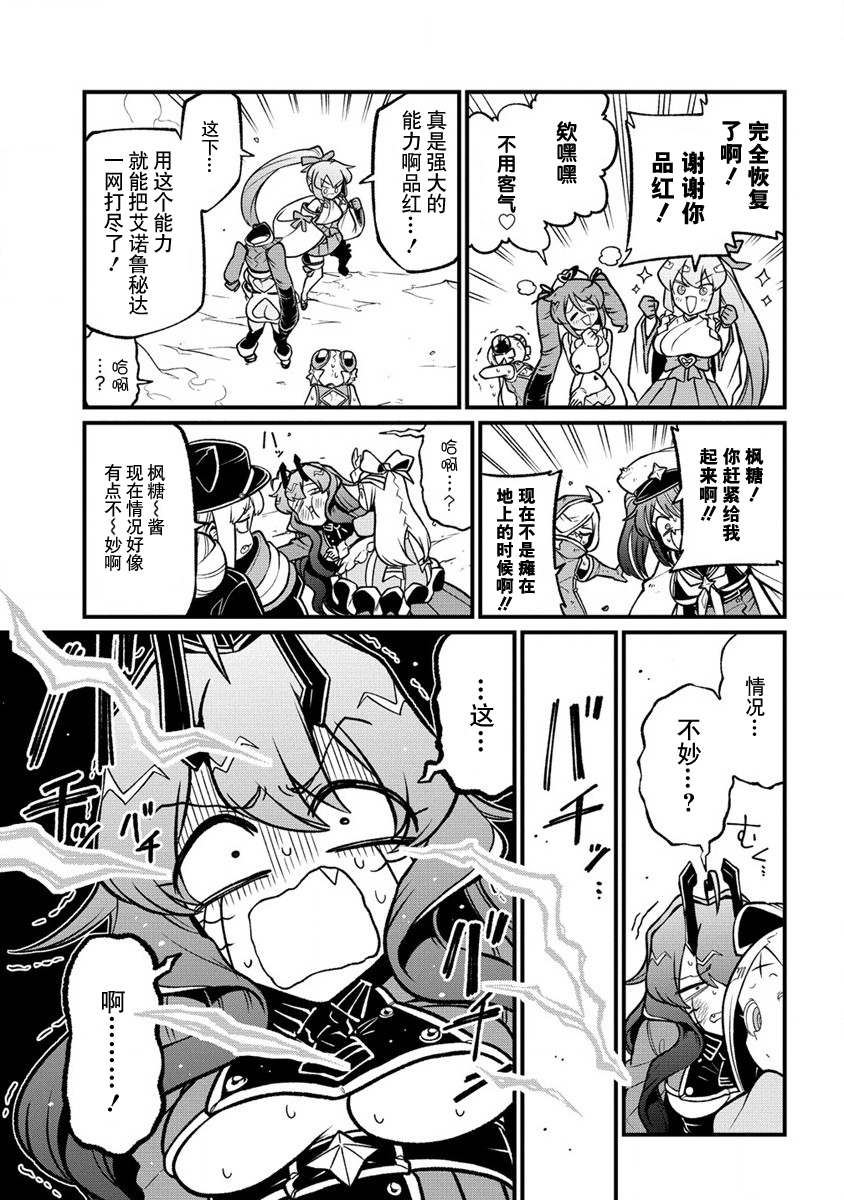 完全恢复
了啊！
谢谢你
品红！
欸嘿嘿
不用客气♡
真是强大的
能力啊品红…！
这下…
用这个能力
就能把艾诺鲁秘达
一网打尽了！
哈啊
…？
枫糖！
你赶紧给我
起来啊！！
现在不是瘫在
地上的时候啊！！
哈啊
…？
ハッ
枫糖～酱
现在情况好像
有点不～妙啊
情况…
不妙…？
むく…
バチッ
…这…
バチッ
バチッ
啊………！